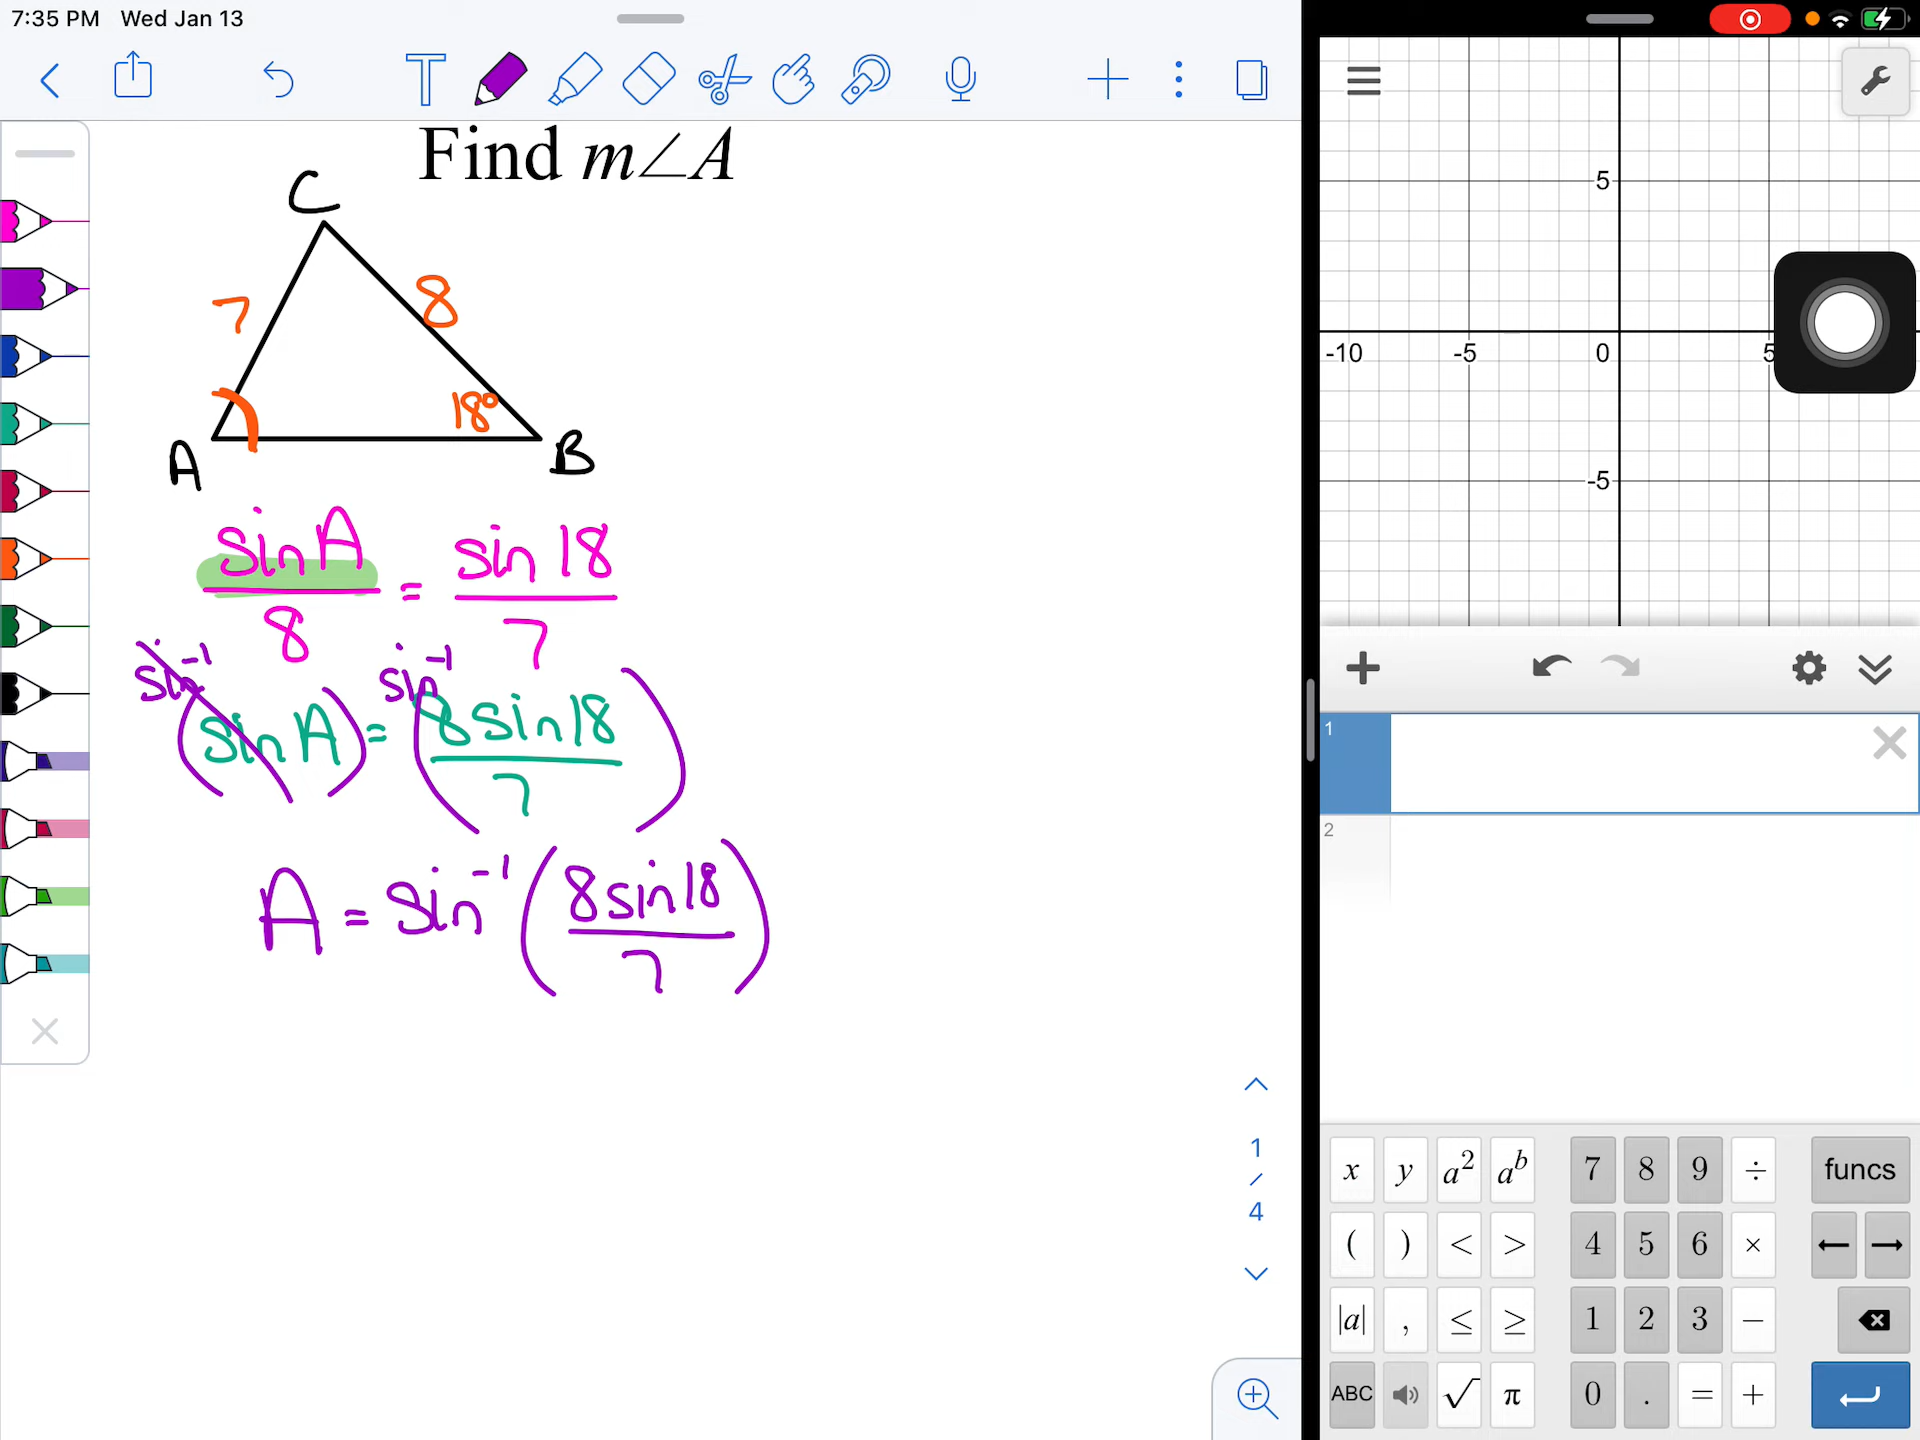 7:35 PM Wed Jan 13
T
Find m∠A
C
7
8
18°
A
B
sin A / 8 = sin 18 / 7
sin⁻¹(sin A) = sin⁻¹(8 sin 18 / 7)
A = sin⁻¹(8 sin 18 / 7)
1
/
4
5
-10 -5 0 5
-5
1
2
x y a² aᵇ 7 8 9 ÷ funcs
( ) < > 4 5 6 × ← →
|a| , ≤ ≥ 1 2 3 −
ABC √ π 0 . = +